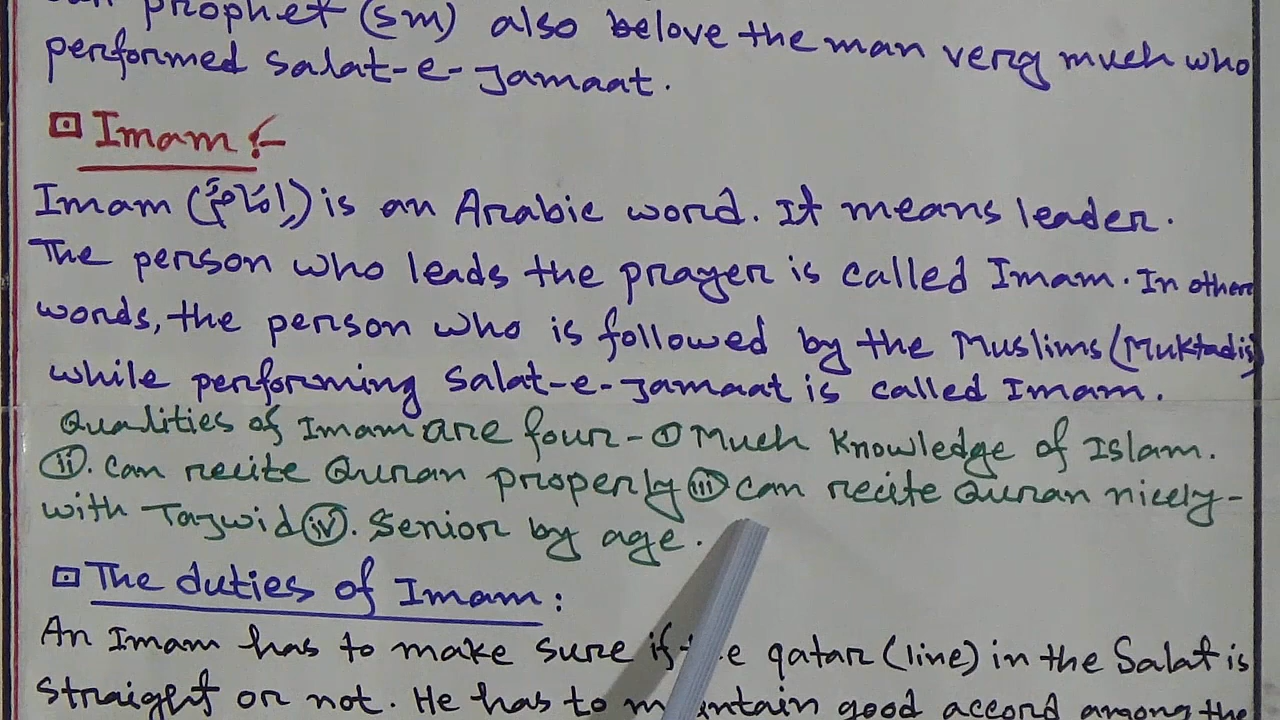 prophet (sm) also belove the man very much who
performed salat-e-Jamaat.
Imam :-
Imam (إِمَامٌ) is an Arabic word. It means leader.
The person who leads the prayer is called Imam. In other
words, the person who is followed by the Muslims (Muktadis)
while performing Salat-e-Jamaat is called Imam.
Qualities of Imam are four- (i) Much Knowledge of Islam.
(ii). Can recite Quran properly (iii) Can recite Quran nicely-
with Tazwid (iv). Senior by age.
The duties of Imam:
An Imam has to make sure if the qatar (line) in the Salat is
straight or not. He has to maintain good accord among the